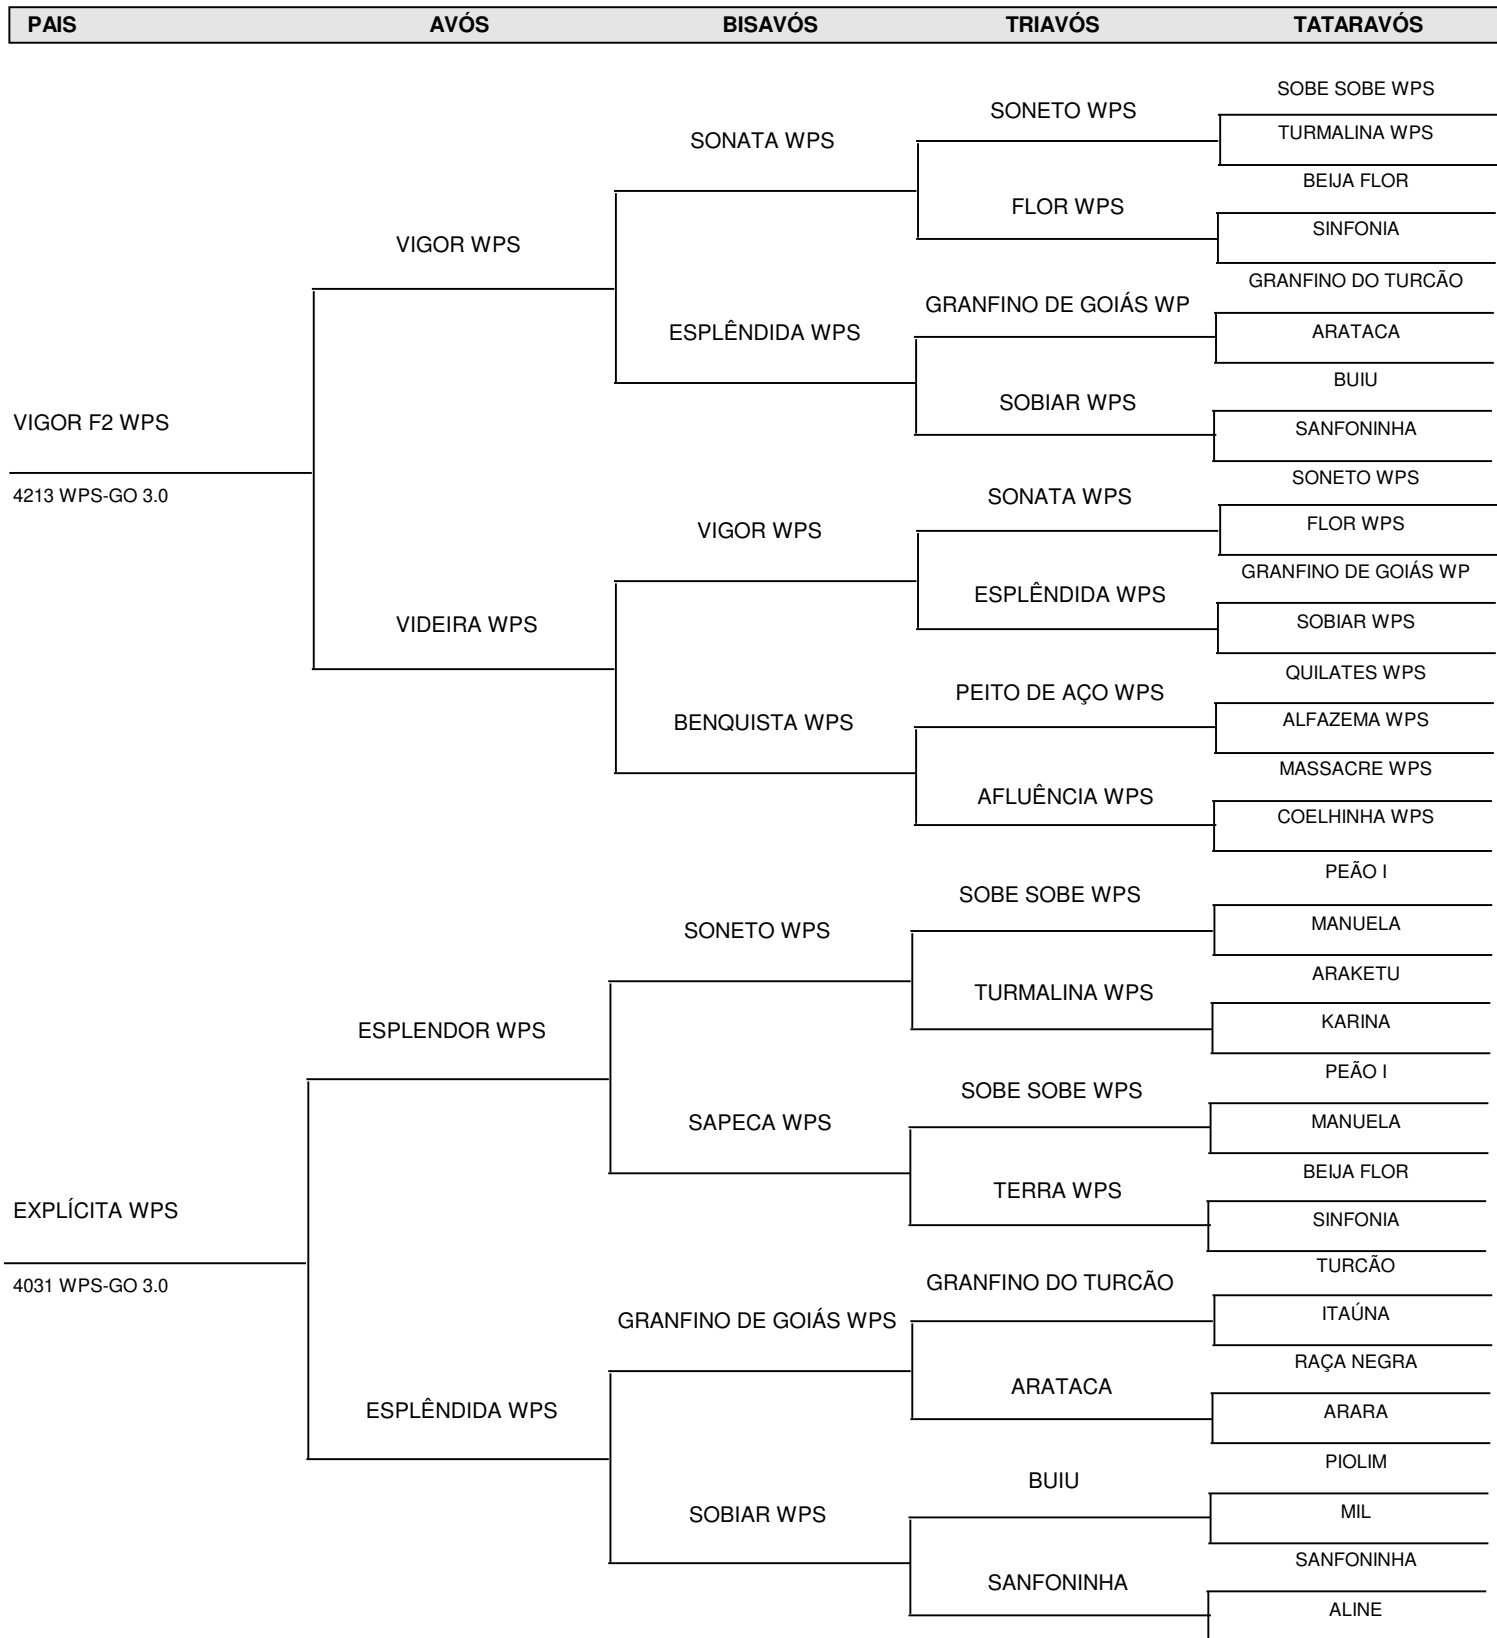 PAIS AVÓS BISAVÓS TRIAVÓS TATARAVÓS
SOBE SOBE WPS
SONETO WPS
TURMALINA WPS
SONATA WPS
BEIJA FLOR
FLOR WPS
SINFONIA
VIGOR WPS
GRANFINO DO TURCÃO
GRANFINO DE GOIÁS WP
ARATACA
ESPLÊNDIDA WPS
BUIU
SOBIAR WPS
VIGOR F2 WPS
SANFONINHA
SONETO WPS
4213 WPS-GO 3.0
SONATA WPS
FLOR WPS
VIGOR WPS
GRANFINO DE GOIÁS WP
ESPLÊNDIDA WPS
SOBIAR WPS
VIDEIRA WPS
QUILATES WPS
PEITO DE AÇO WPS
ALFAZEMA WPS
BENQUISTA WPS
MASSACRE WPS
AFLUÊNCIA WPS
COELHINHA WPS
PEÃO I
SOBE SOBE WPS
MANUELA
SONETO WPS
ARAKETU
TURMALINA WPS
KARINA
ESPLENDOR WPS
PEÃO I
SOBE SOBE WPS
MANUELA
SAPECA WPS
BEIJA FLOR
TERRA WPS
EXPLÍCITA WPS
SINFONIA
TURCÃO
4031 WPS-GO 3.0
GRANFINO DO TURCÃO
ITAÚNA
GRANFINO DE GOIÁS WPS
RAÇA NEGRA
ARATACA
ESPLÊNDIDA WPS
ARARA
PIOLIM
BUIU
MIL
SOBIAR WPS
SANFONINHA
SANFONINHA
ALINE